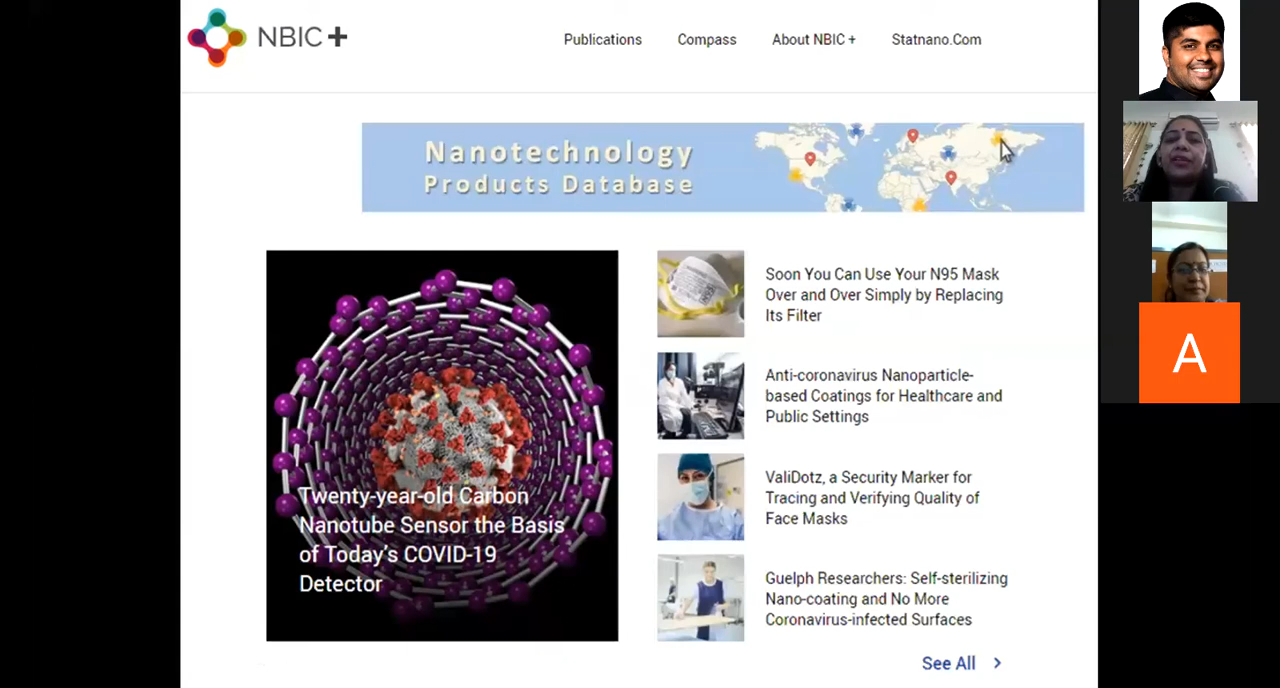 NBIC+
Publications
Compass
About NBIC +
Statnano.Com
Nanotechnology
Products Database
Twenty-year-old Carbon
Nanotube Sensor the Basis
of Today's COVID-19
Detector
Soon You Can Use Your N95 Mask
Over and Over Simply by Replacing
Its Filter
Anti-coronavirus Nanoparticle-
based Coatings for Healthcare and
Public Settings
ValiDotz, a Security Marker for
Tracing and Verifying Quality of
Face Masks
Guelph Researchers: Self-sterilizing
Nano-coating and No More
Coronavirus-infected Surfaces
See All
A